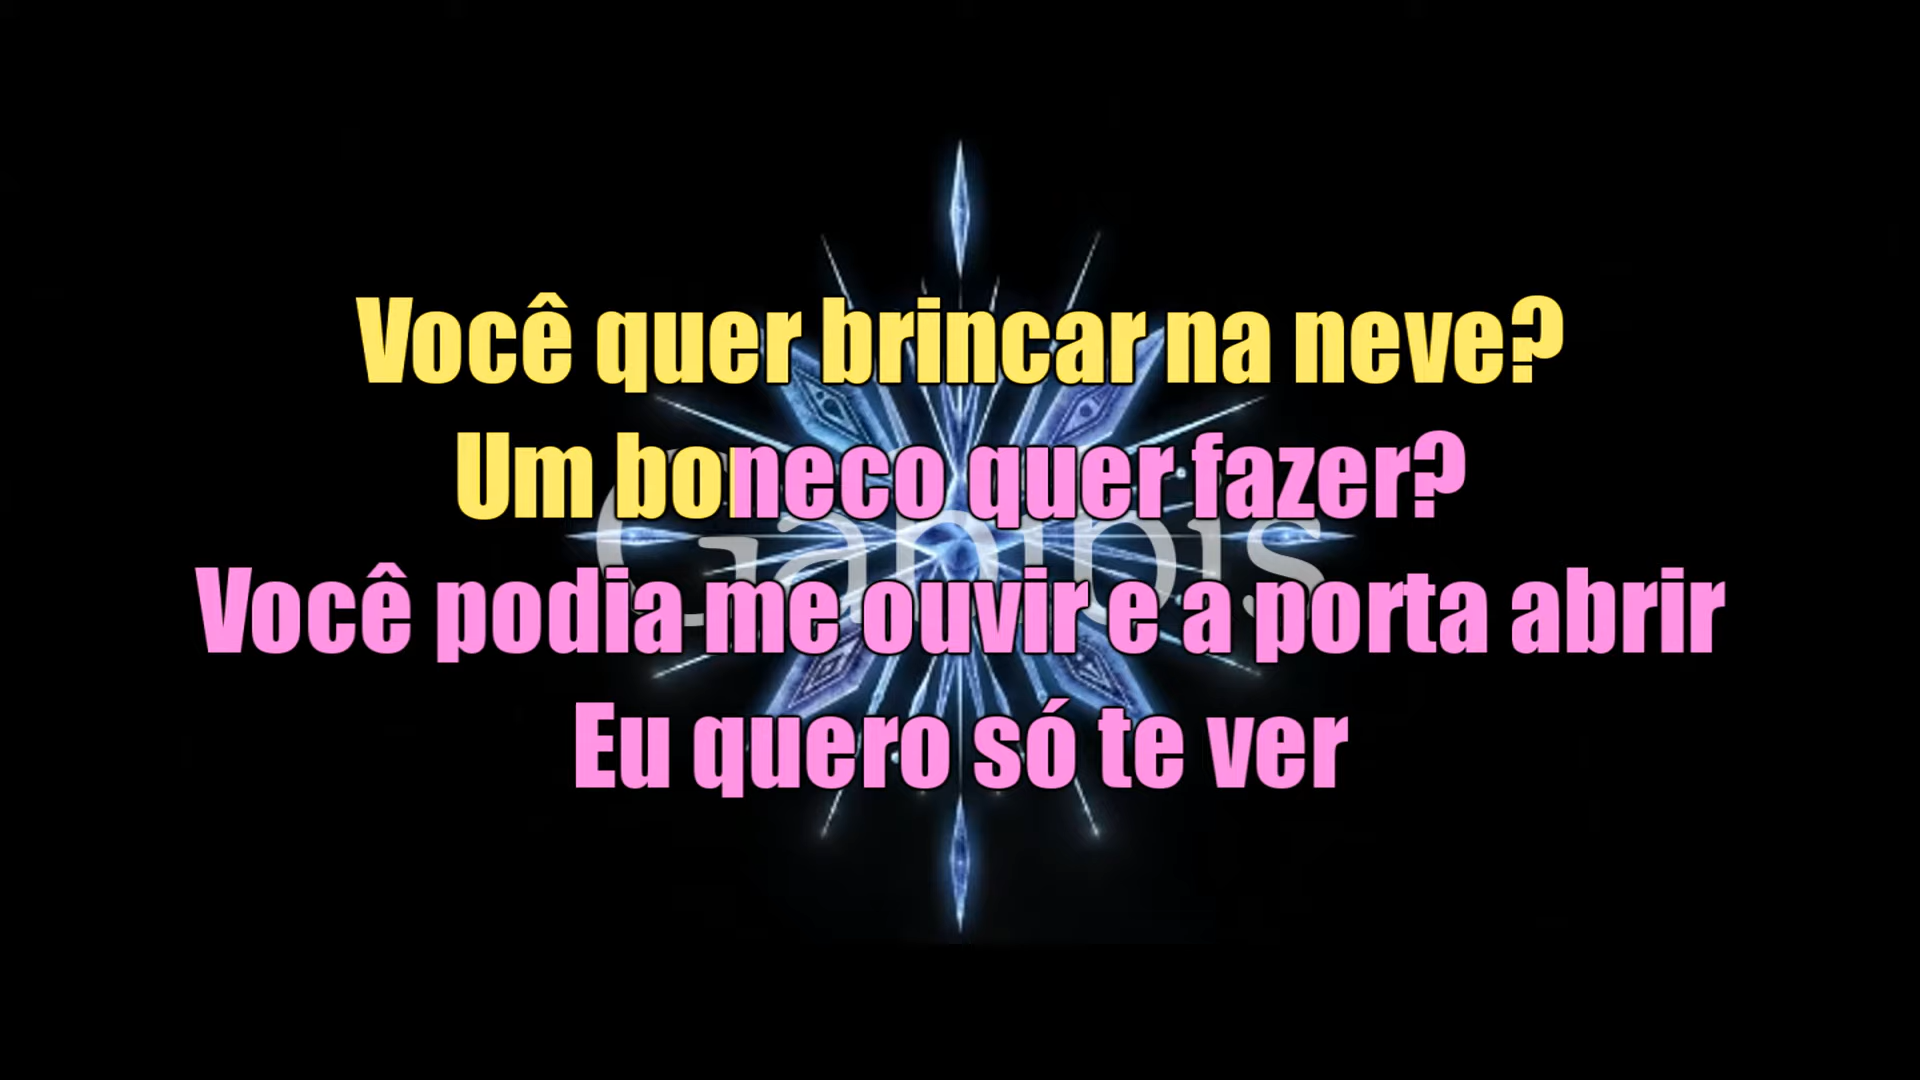 Você quer brincar na neve?
Um boneco quer fazer?
Você podia me ouvir e a porta abrir
Eu quero só te ver